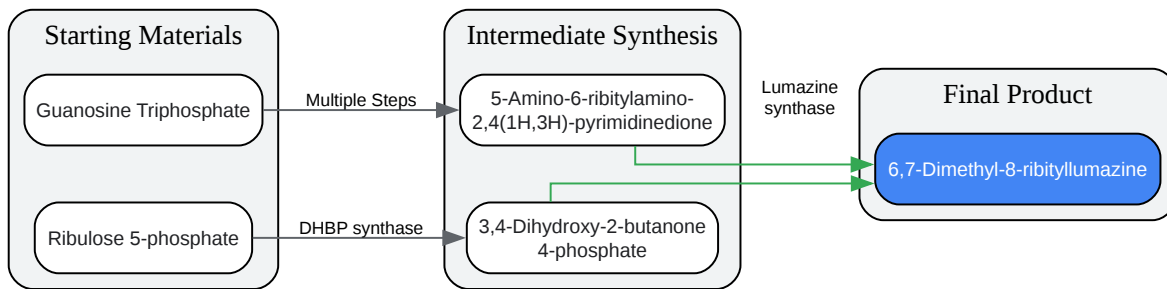 Starting Materials
Guanosine Triphosphate
Ribulose 5-phosphate
Multiple Steps
DHBP synthase
Intermediate Synthesis
5-Amino-6-ribitylamino-
2,4(1H,3H)-pyrimidinedione
3,4-Dihydroxy-2-butanone
4-phosphate
Lumazine
synthase
Final Product
6,7-Dimethyl-8-ribityllumazine